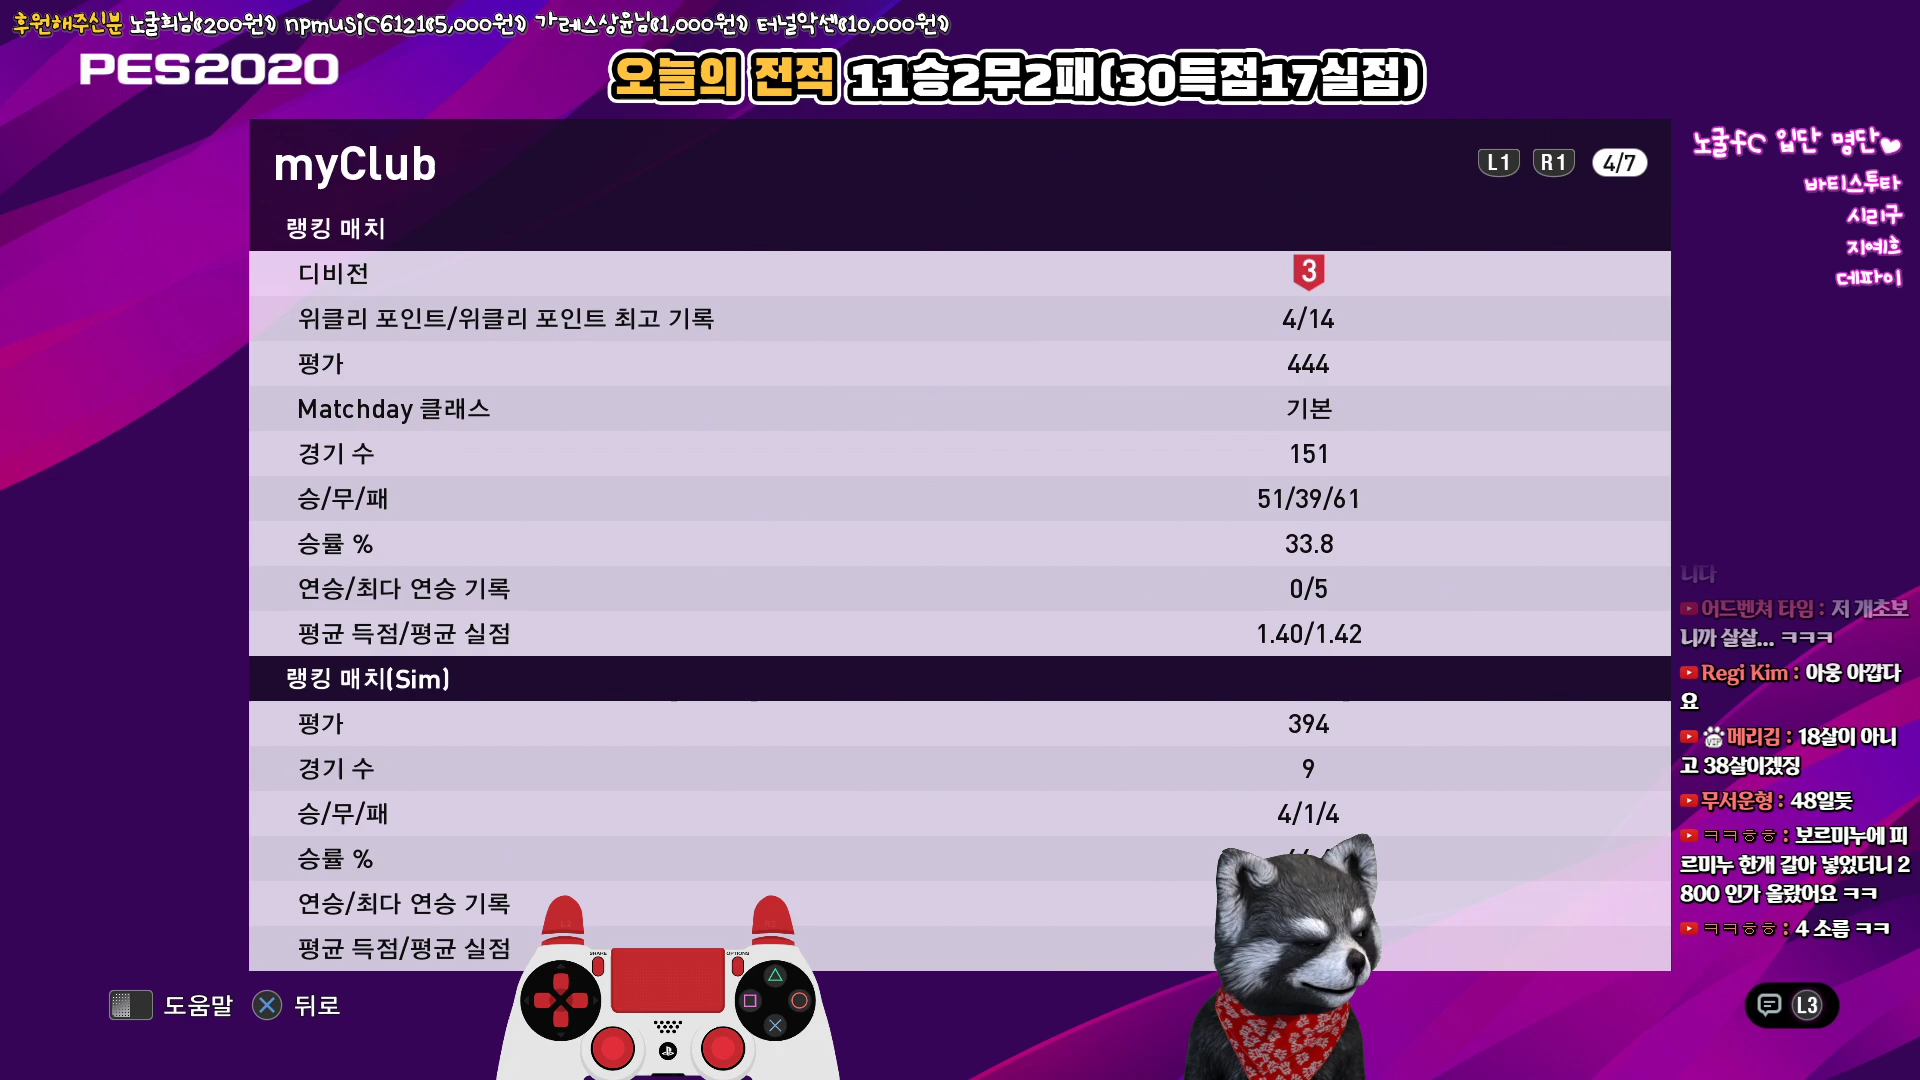 후원해주신분 노굴희님(200원) npmusic6121(5,000원) 가레스상윤님(1,000원) 터널악센(10,000원)
PES2020
오늘의 전적 11승2무2패(30득점17실점)
myClub
L1 R1 4/7
랭킹 매치
디비전 3
위클리 포인트/위클리 포인트 최고 기록 4/14
평가 444
Matchday 클래스 기본
경기 수 151
승/무/패 51/39/61
승률 % 33.8
연승/최다 연승 기록 0/5
평균 득점/평균 실점 1.40/1.42
랭킹 매치(Sim)
평가 394
경기 수 9
승/무/패 4/1/4
승률 %
연승/최다 연승 기록
평균 득점/평균 실점
SHARE
OPTIONS
도움말 뒤로
노굴fC 입단 명단
바티스투타
시리구
지예흐
데파이
니다
어드벤쳐 타임 : 저 개초보
니까 살살... ㅋㅋㅋ
Regi Kim : 아웅 아깝다
요
메리김 : 18살이 아니
고 38살이겠징
무서운형 : 48일듯
ㅋㅋㅎㅎ : 보르미누에 피
르미누 한개 갈아 넣었더니 2
800 인가 올랐어요 ㅋㅋ
ㅋㅋㅎㅎ : 4 소름 ㅋㅋ
L3